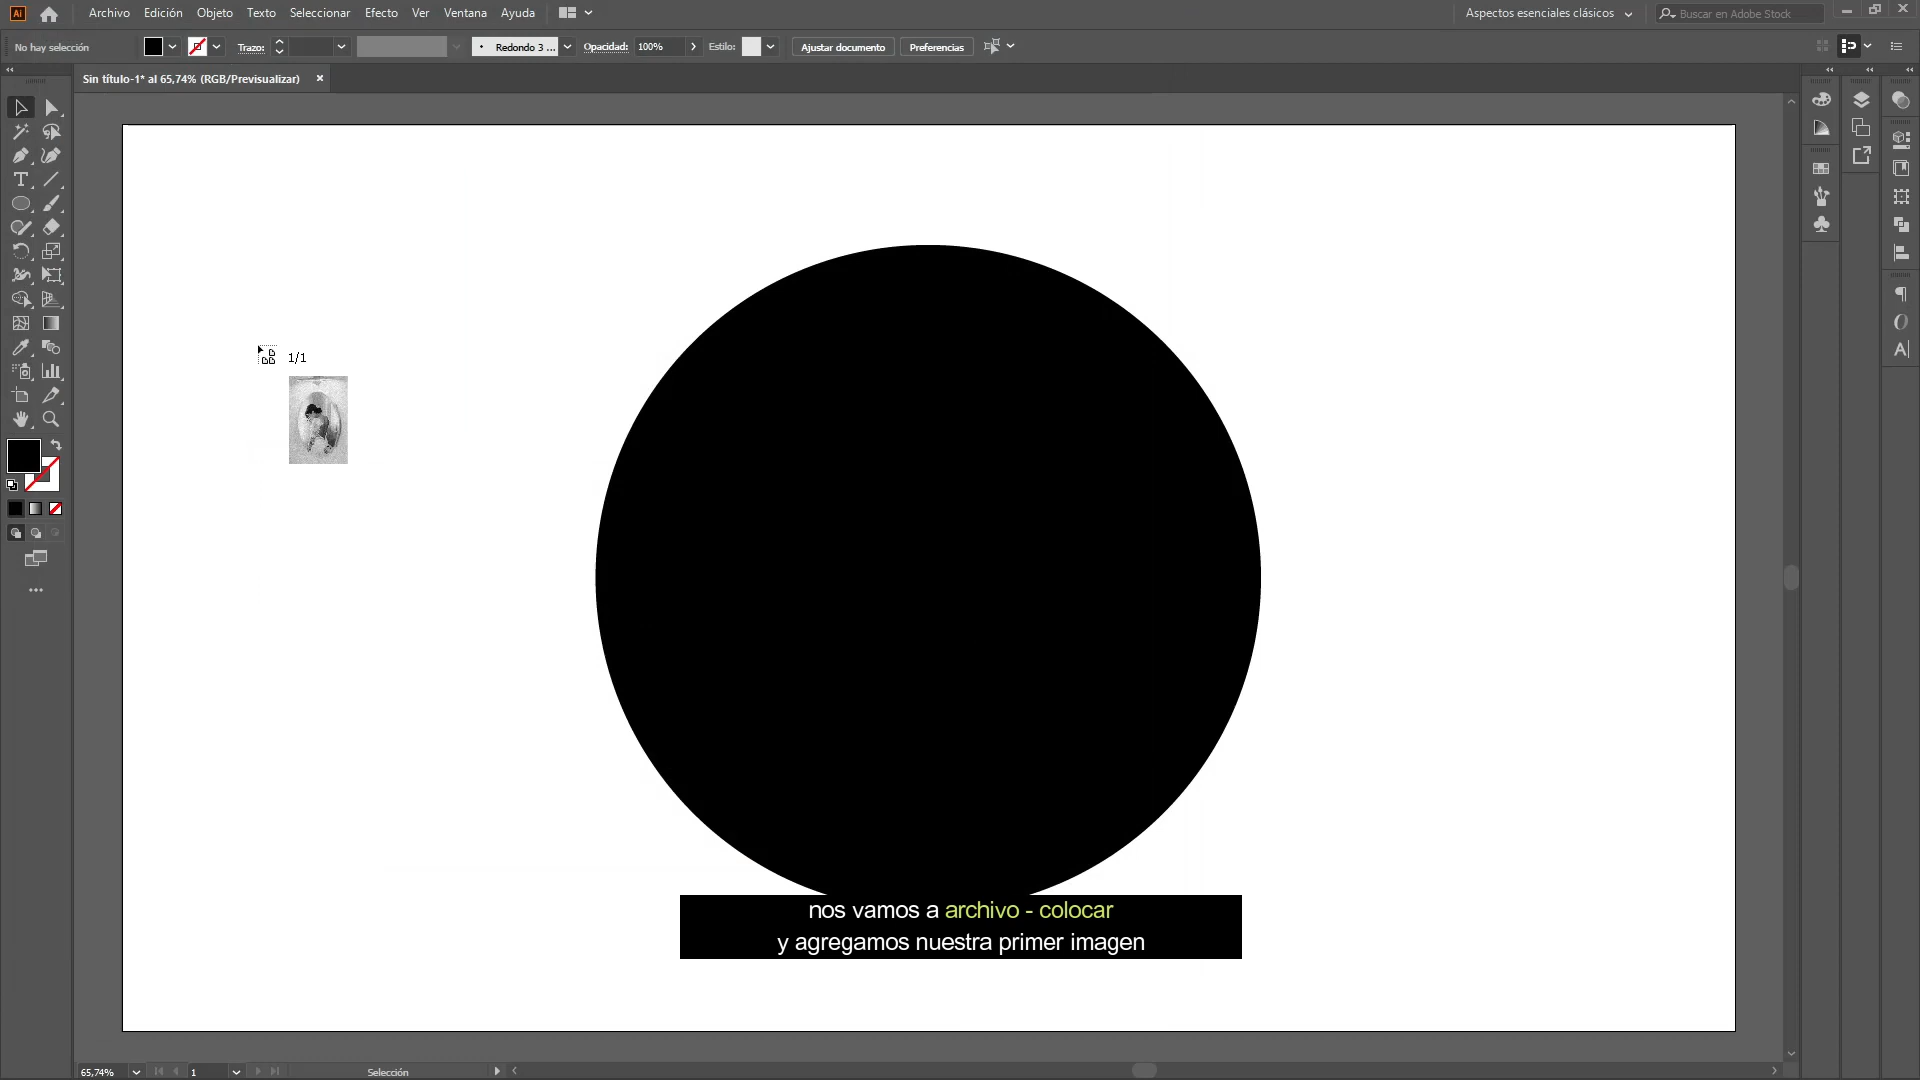 Ai
Archivo Edición Objeto Texto Seleccionar Efecto Ver Ventana Ayuda
Aspectos esenciales clásicos
Buscar en Adobe Stock
No hay selección
Trazo:
Redondo 3 ...
Opacidad: 100%
Estilo:
Ajustar documento
Preferencias
Sin título-1* al 65,74% (RGB/Previsualizar)
1/1
nos vamos a archivo - colocar
y agregamos nuestra primer imagen
65,74%
1
Selección